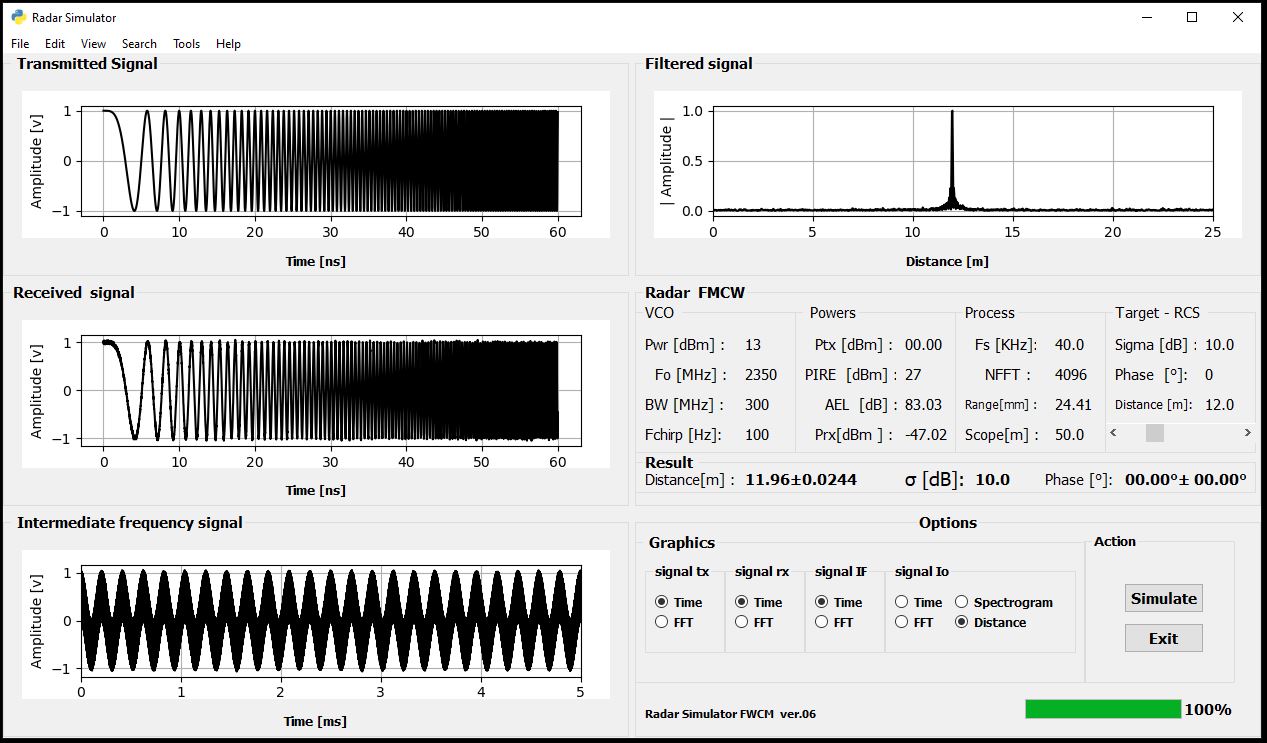 Radar Simulator
File Edit View Search Tools Help
Transmitted Signal
Amplitude [v]
1
0
−1
0 10 20 30 40 50 60
Time [ns]
Filtered signal
| Amplitude |
1.0
0.5
0.0
0 5 10 15 20 25
Distance [m]
Received signal
Amplitude [v]
1
0
−1
0 10 20 30 40 50 60
Time [ns]
Radar FMCW
VCO
Pwr [dBm] : 13
Fo [MHz] : 2350
BW [MHz] : 300
Fchirp [Hz]: 100
Powers
Ptx [dBm] : 00.00
PIRE [dBm] : 27
AEL [dB] : 83.03
Prx[dBm ] : -47.02
Process
Fs [KHz]: 40.0
NFFT : 4096
Range[mm] : 24.41
Scope[m] : 50.0
Target - RCS
Sigma [dB] : 10.0
Phase [°]: 0
Distance [m]: 12.0
Result
Distance[m] : 11.96±0.0244 σ [dB]: 10.0 Phase [°]: 00.00°± 00.00°
Intermediate frequency signal
Amplitude [v]
1
0
−1
0 1 2 3 4 5
Time [ms]
Options
Graphics
signal tx
Time
FFT
signal rx
Time
FFT
signal IF
Time
FFT
signal Io
Time Spectrogram
FFT Distance
Action
Simulate
Exit
Radar Simulator FWCM ver.06
100%